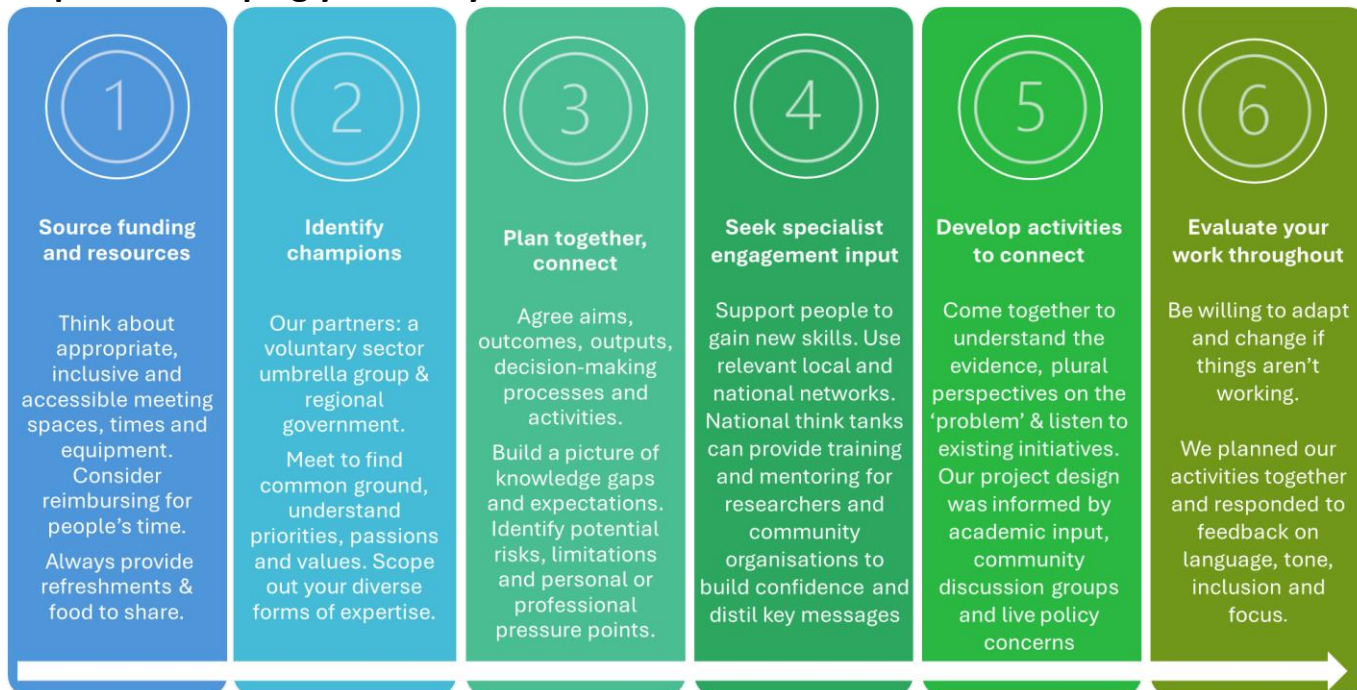 1
Source funding
and resources
Think about
appropriate,
inclusive and
accessible meeting
spaces, times and
equipment.
Consider
reimbursing for
people’s time.
Always provide
refreshments &
food to share.
2
Identify
champions
Our partners: a
voluntary sector
umbrella group &
regional
government.
Meet to find
common ground,
understand
priorities, passions
and values. Scope
out your diverse
forms of expertise.
3
Plan together,
connect
Agree aims,
outcomes, outputs,
decision-making
processes and
activities.
Build a picture of
knowledge gaps
and expectations.
Identify potential
risks, limitations
and personal or
professional
pressure points.
4
Seek specialist
engagement input
Support people to
gain new skills. Use
relevant local and
national networks.
National think tanks
can provide training
and mentoring for
researchers and
community
organisations to
build confidence and
distil key messages
5
Develop activities
to connect
Come together to
understand the
evidence, plural
perspectives on the
‘problem’ & listen to
existing initiatives.
Our project design
was informed by
academic input,
community
discussion groups
and live policy
concerns
6
Evaluate your
work throughout
Be willing to adapt
and change if
things aren’t
working.
We planned our
activities together
and responded to
feedback on
language, tone,
inclusion and
focus.